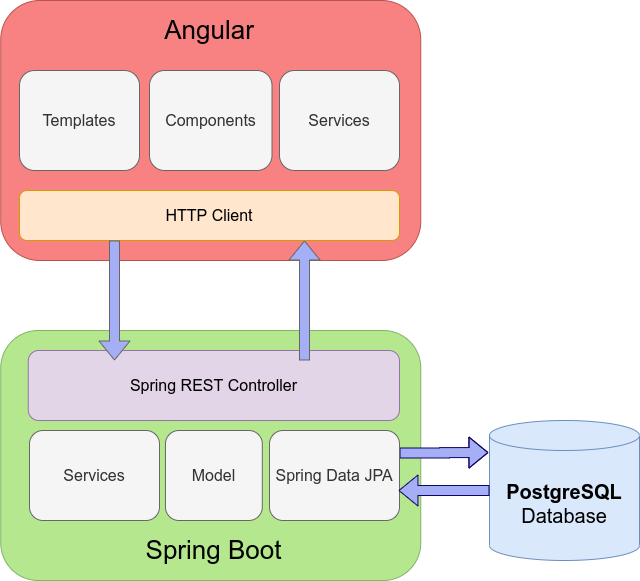 Angular
Templates
Components
Services
HTTP Client
Spring REST Controller
Services
Model
Spring Data JPA
Spring Boot
PostgreSQL
Database